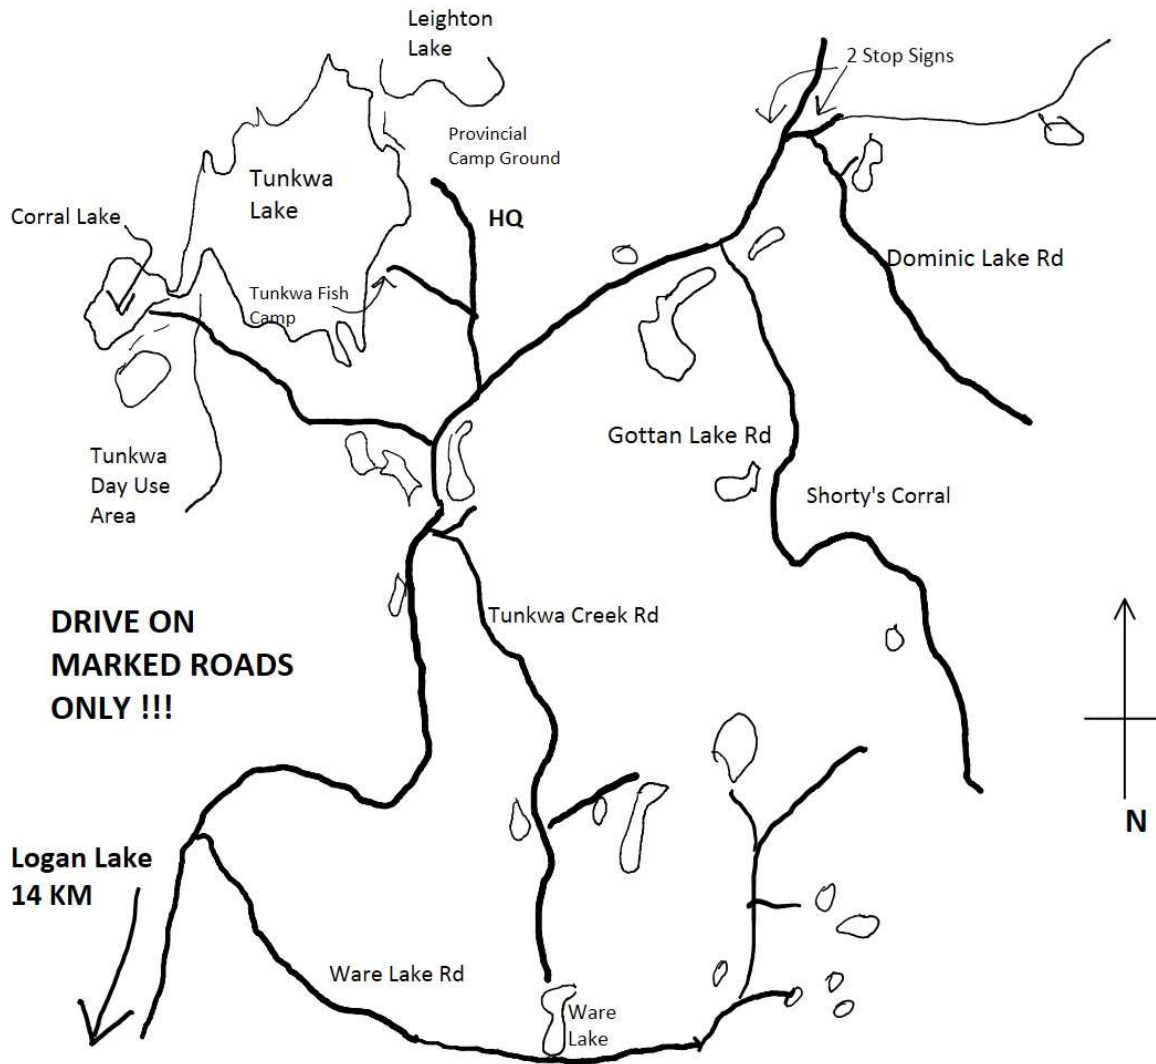 Leighton
Lake
2 Stop Signs
Provincial
Camp Ground
Tunkwa
Lake
Corral Lake
HQ
Dominic Lake Rd
Tunkwa Fish
Camp
Gottan Lake Rd
Tunkwa
Day Use
Area
Shorty's Corral
DRIVE ON
MARKED ROADS
ONLY !!!
Tunkwa Creek Rd
N
Logan Lake
14 KM
Ware Lake Rd
Ware
Lake